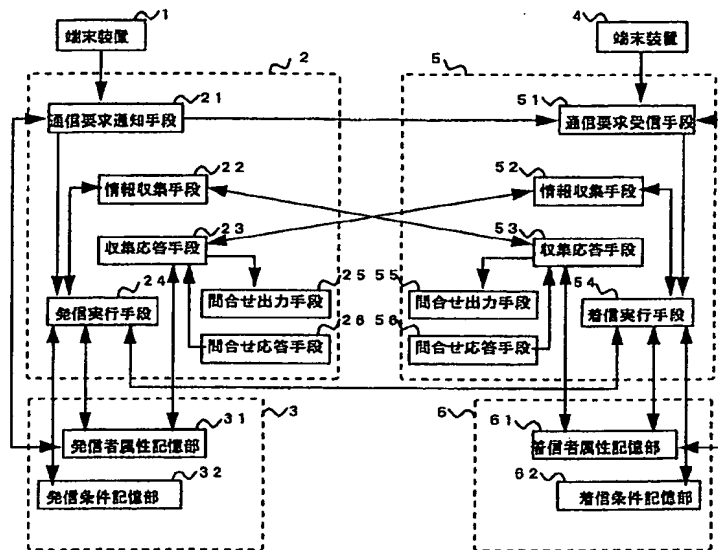 1
端末装置
4
端末装置
2
5
21
通信要求通知手段
51
通信要求受信手段
22
情報収集手段
52
情報収集手段
23
収集応答手段
53
収集応答手段
24
発信実行手段
25
問合せ出力手段
55
問合せ出力手段
54
着信実行手段
26
問合せ応答手段
56
問合せ応答手段
3
6
31
発信者属性記憶部
61
着信者属性記憶部
32
発信条件記憶部
62
着信条件記憶部